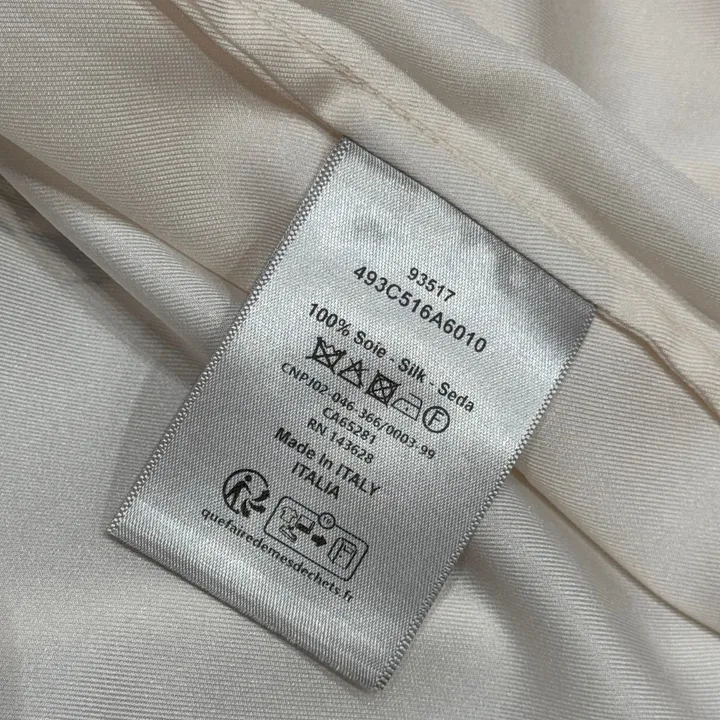 93517
493C516A6010
100% Soie - Silk - Seda
F
CNPJ02-046.366/0003-99
CA65281
RN 143628
Made In ITALY
ITALIA
quefairedemesdechets.fr